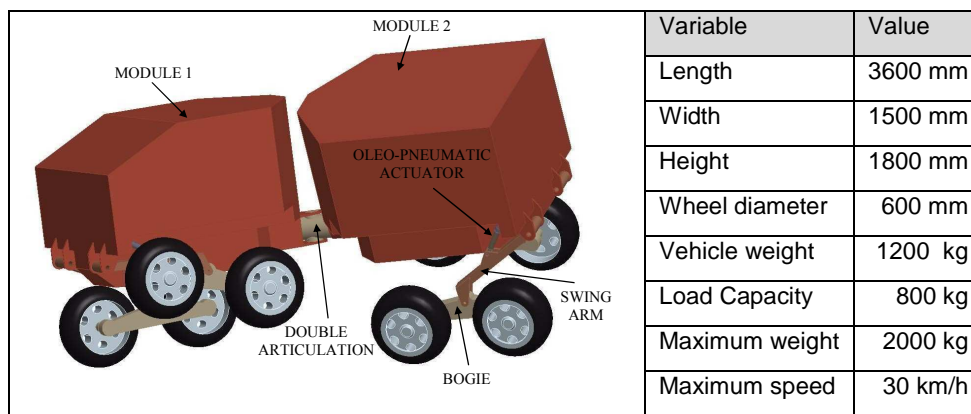 MODULE 1
MODULE 2
OLEO-PNEUMATIC
ACTUATOR
SWING
ARM
DOUBLE
ARTICULATION
BOGIE
Variable Value
Length 3600 mm
Width 1500 mm
Height 1800 mm
Wheel diameter 600 mm
Vehicle weight 1200 kg
Load Capacity 800 kg
Maximum weight 2000 kg
Maximum speed 30 km/h